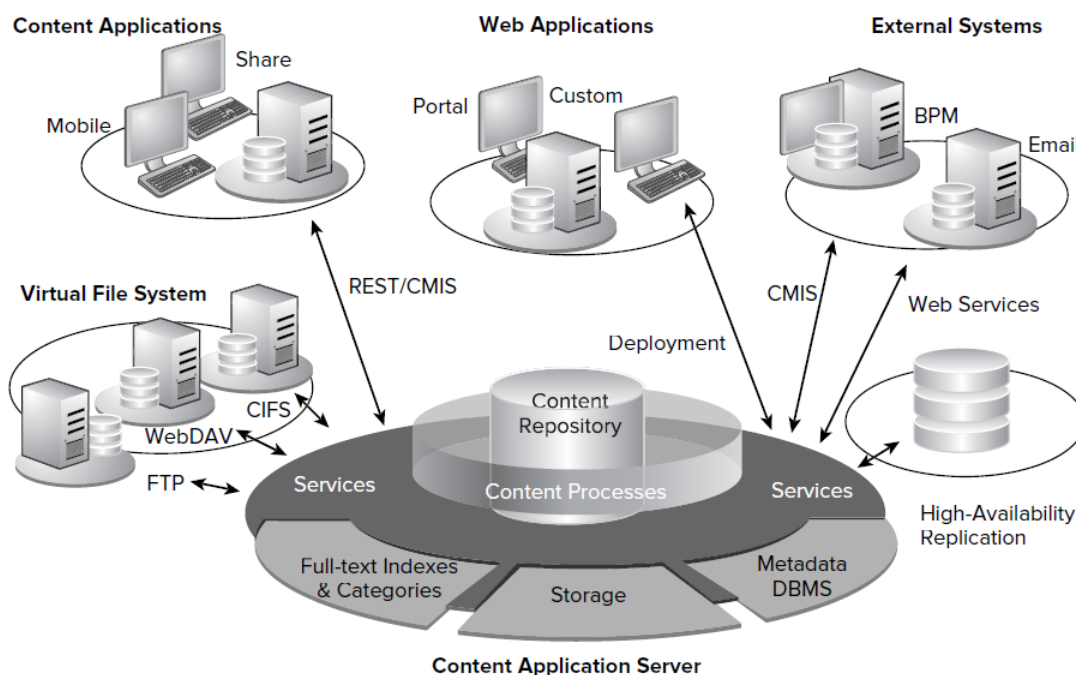 Content Applications
Web Applications
External Systems
Share
Mobile
Portal
Custom
BPM
Email
REST/CMIS
CMIS
Web Services
Virtual File System
Deployment
CIFS
WebDAV
FTP
Content
Repository
Services
Content Processes
Services
High-Availability
Replication
Full-text Indexes
& Categories
Storage
Metadata
DBMS
Content Application Server